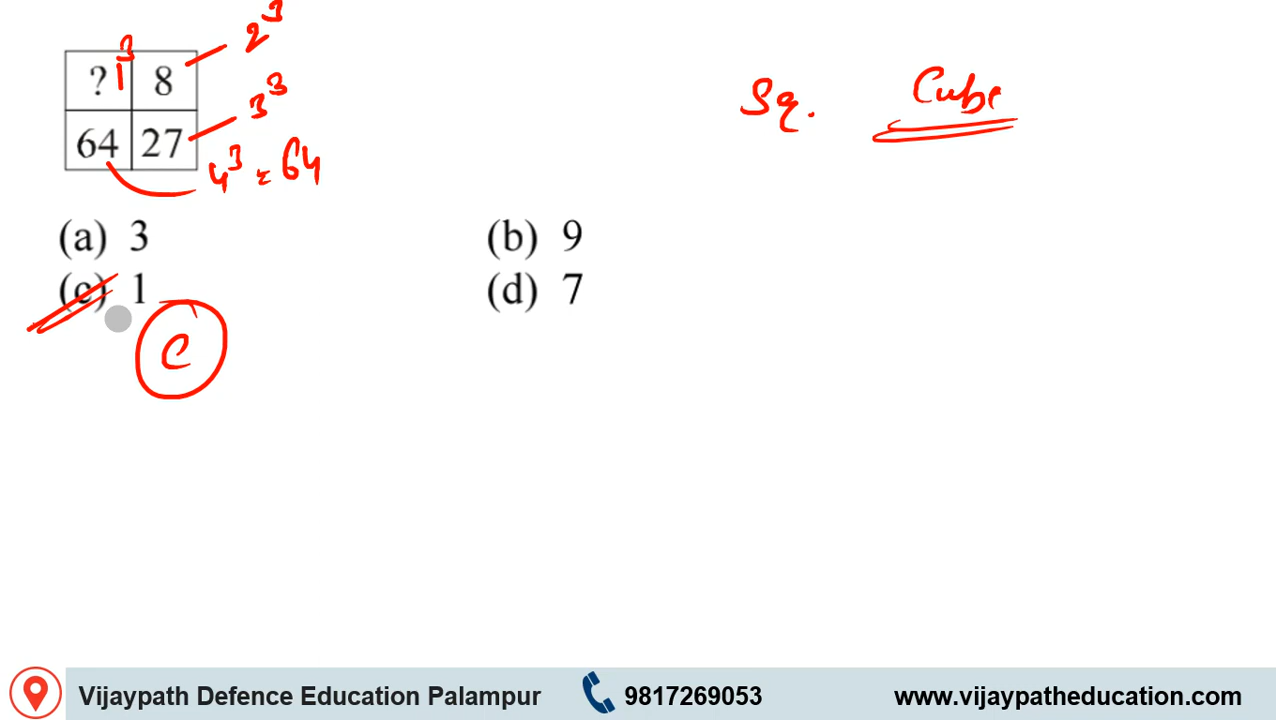 2³
? 1³ 8
3³
Sq. Cube
64 27
4³ = 64
(a) 3 (b) 9
(c) 1 (d) 7
C
Vijaypath Defence Education Palampur 9817269053 www.vijaypatheducation.com